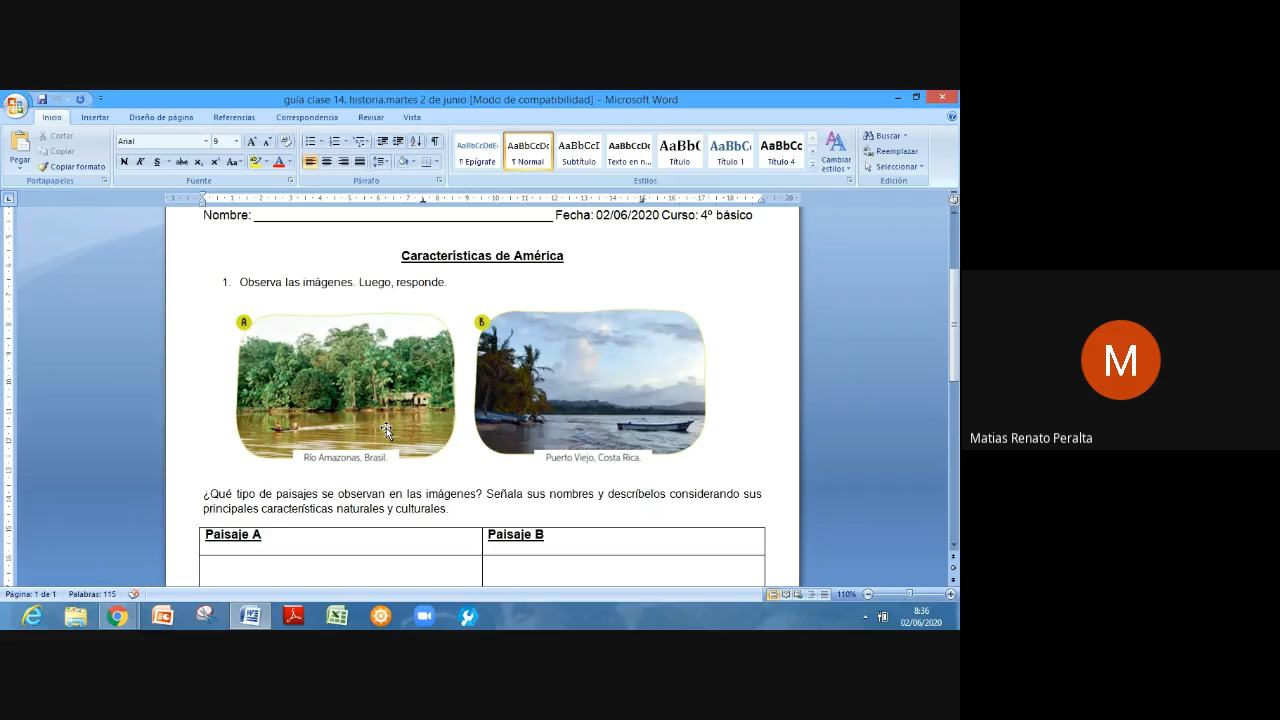 guía clase 14. historia.martes 2 de junio [Modo de compatibilidad] - Microsoft Word
Inicio Insertar Diseño de página Referencias Correspondencia Revisar Vista
Pegar
Cortar
Copiar
Copiar formato
Portapapeles
Arial 9
Fuente
Párrafo
AaBbCcDdEe AaBbCcDc AaBbCcI AaBbCcDc AaBbC AaBbC AaBbCc
¶ Epígrafe ¶ Normal Subtítulo Texto en n... Título Título 1 Título 4
Cambiar estilos
Estilos
Buscar
Reemplazar
Seleccionar
Edición
Nombre: ______________________________________________ Fecha: 02/06/2020 Curso: 4º básico
Características de América
1. Observa las imágenes. Luego, responde.
A
B
Río Amazonas, Brasil.
Puerto Viejo, Costa Rica.
¿Qué tipo de paisajes se observan en las imágenes? Señala sus nombres y descríbelos considerando sus
principales características naturales y culturales.
Paisaje A Paisaje B
Página: 1 de 1 Palabras: 115 110%
8:36
02/06/2020
M
Matias Renato Peralta